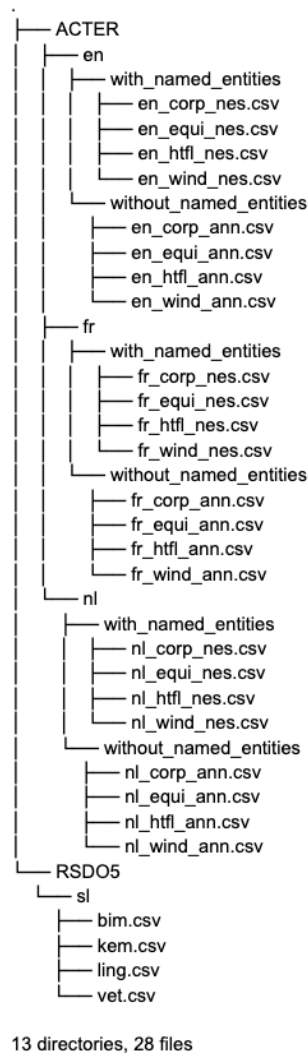 .
├── ACTER
│   ├── en
│   │   ├── with_named_entities
│   │   │   ├── en_corp_nes.csv
│   │   │   ├── en_equi_nes.csv
│   │   │   ├── en_htfl_nes.csv
│   │   │   └── en_wind_nes.csv
│   │   └── without_named_entities
│   │       ├── en_corp_ann.csv
│   │       ├── en_equi_ann.csv
│   │       ├── en_htfl_ann.csv
│   │       └── en_wind_ann.csv
│   ├── fr
│   │   ├── with_named_entities
│   │   │   ├── fr_corp_nes.csv
│   │   │   ├── fr_equi_nes.csv
│   │   │   ├── fr_htfl_nes.csv
│   │   │   └── fr_wind_nes.csv
│   │   └── without_named_entities
│   │       ├── fr_corp_ann.csv
│   │       ├── fr_equi_ann.csv
│   │       ├── fr_htfl_ann.csv
│   │       └── fr_wind_ann.csv
│   └── nl
│       ├── with_named_entities
│       │   ├── nl_corp_nes.csv
│       │   ├── nl_equi_nes.csv
│       │   ├── nl_htfl_nes.csv
│       │   └── nl_wind_nes.csv
│       └── without_named_entities
│           ├── nl_corp_ann.csv
│           ├── nl_equi_ann.csv
│           ├── nl_htfl_ann.csv
│           └── nl_wind_ann.csv
└── RSDO5
    └── sl
        ├── bim.csv
        ├── kem.csv
        ├── ling.csv
        └── vet.csv
13 directories, 28 files